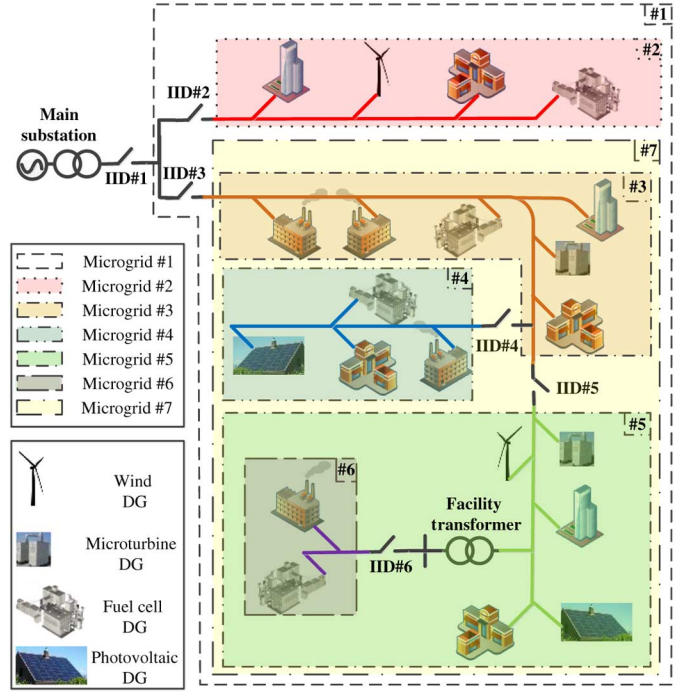 #1
#2
IID#2
Main
substation
IID#1
IID#3
#7
#3
#4
IID#4
IID#5
Microgrid #1
Microgrid #2
Microgrid #3
Microgrid #4
Microgrid #5
Microgrid #6
Microgrid #7
#5
#6
Facility
transformer
IID#6
Wind
DG
Microturbine
DG
Fuel cell
DG
Photovoltaic
DG